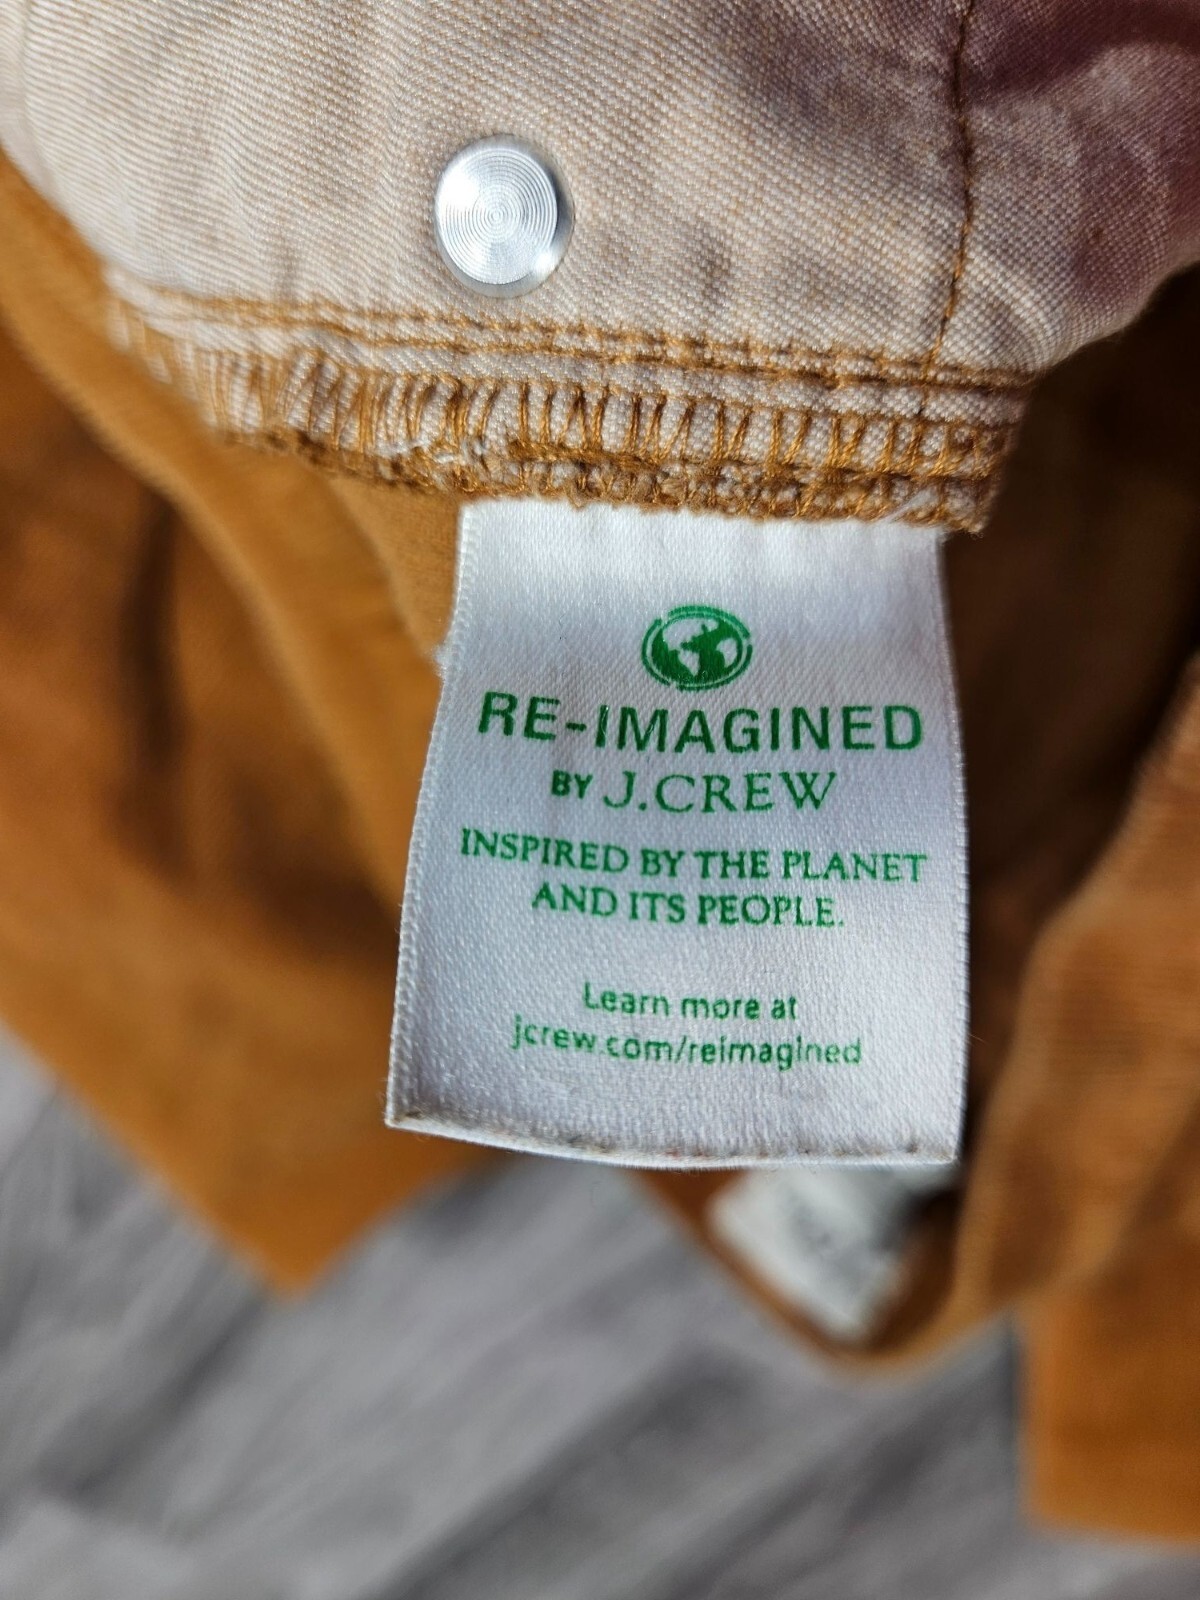 RE-IMAGINED
BY J.CREW
INSPIRED BY THE PLANET
AND ITS PEOPLE.
Learn more at
jcrew.com/reimagined